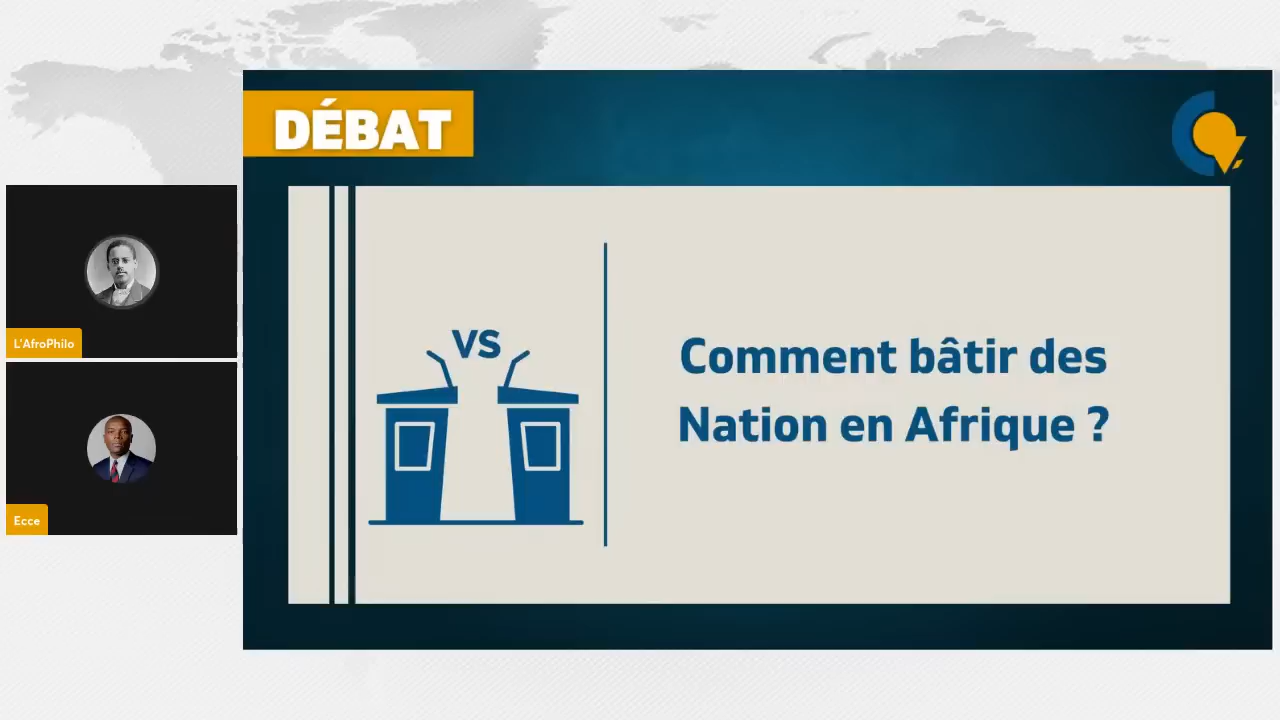 DÉBAT
L'AfroPhilo
Ecce
VS
Comment bâtir des
Nation en Afrique ?